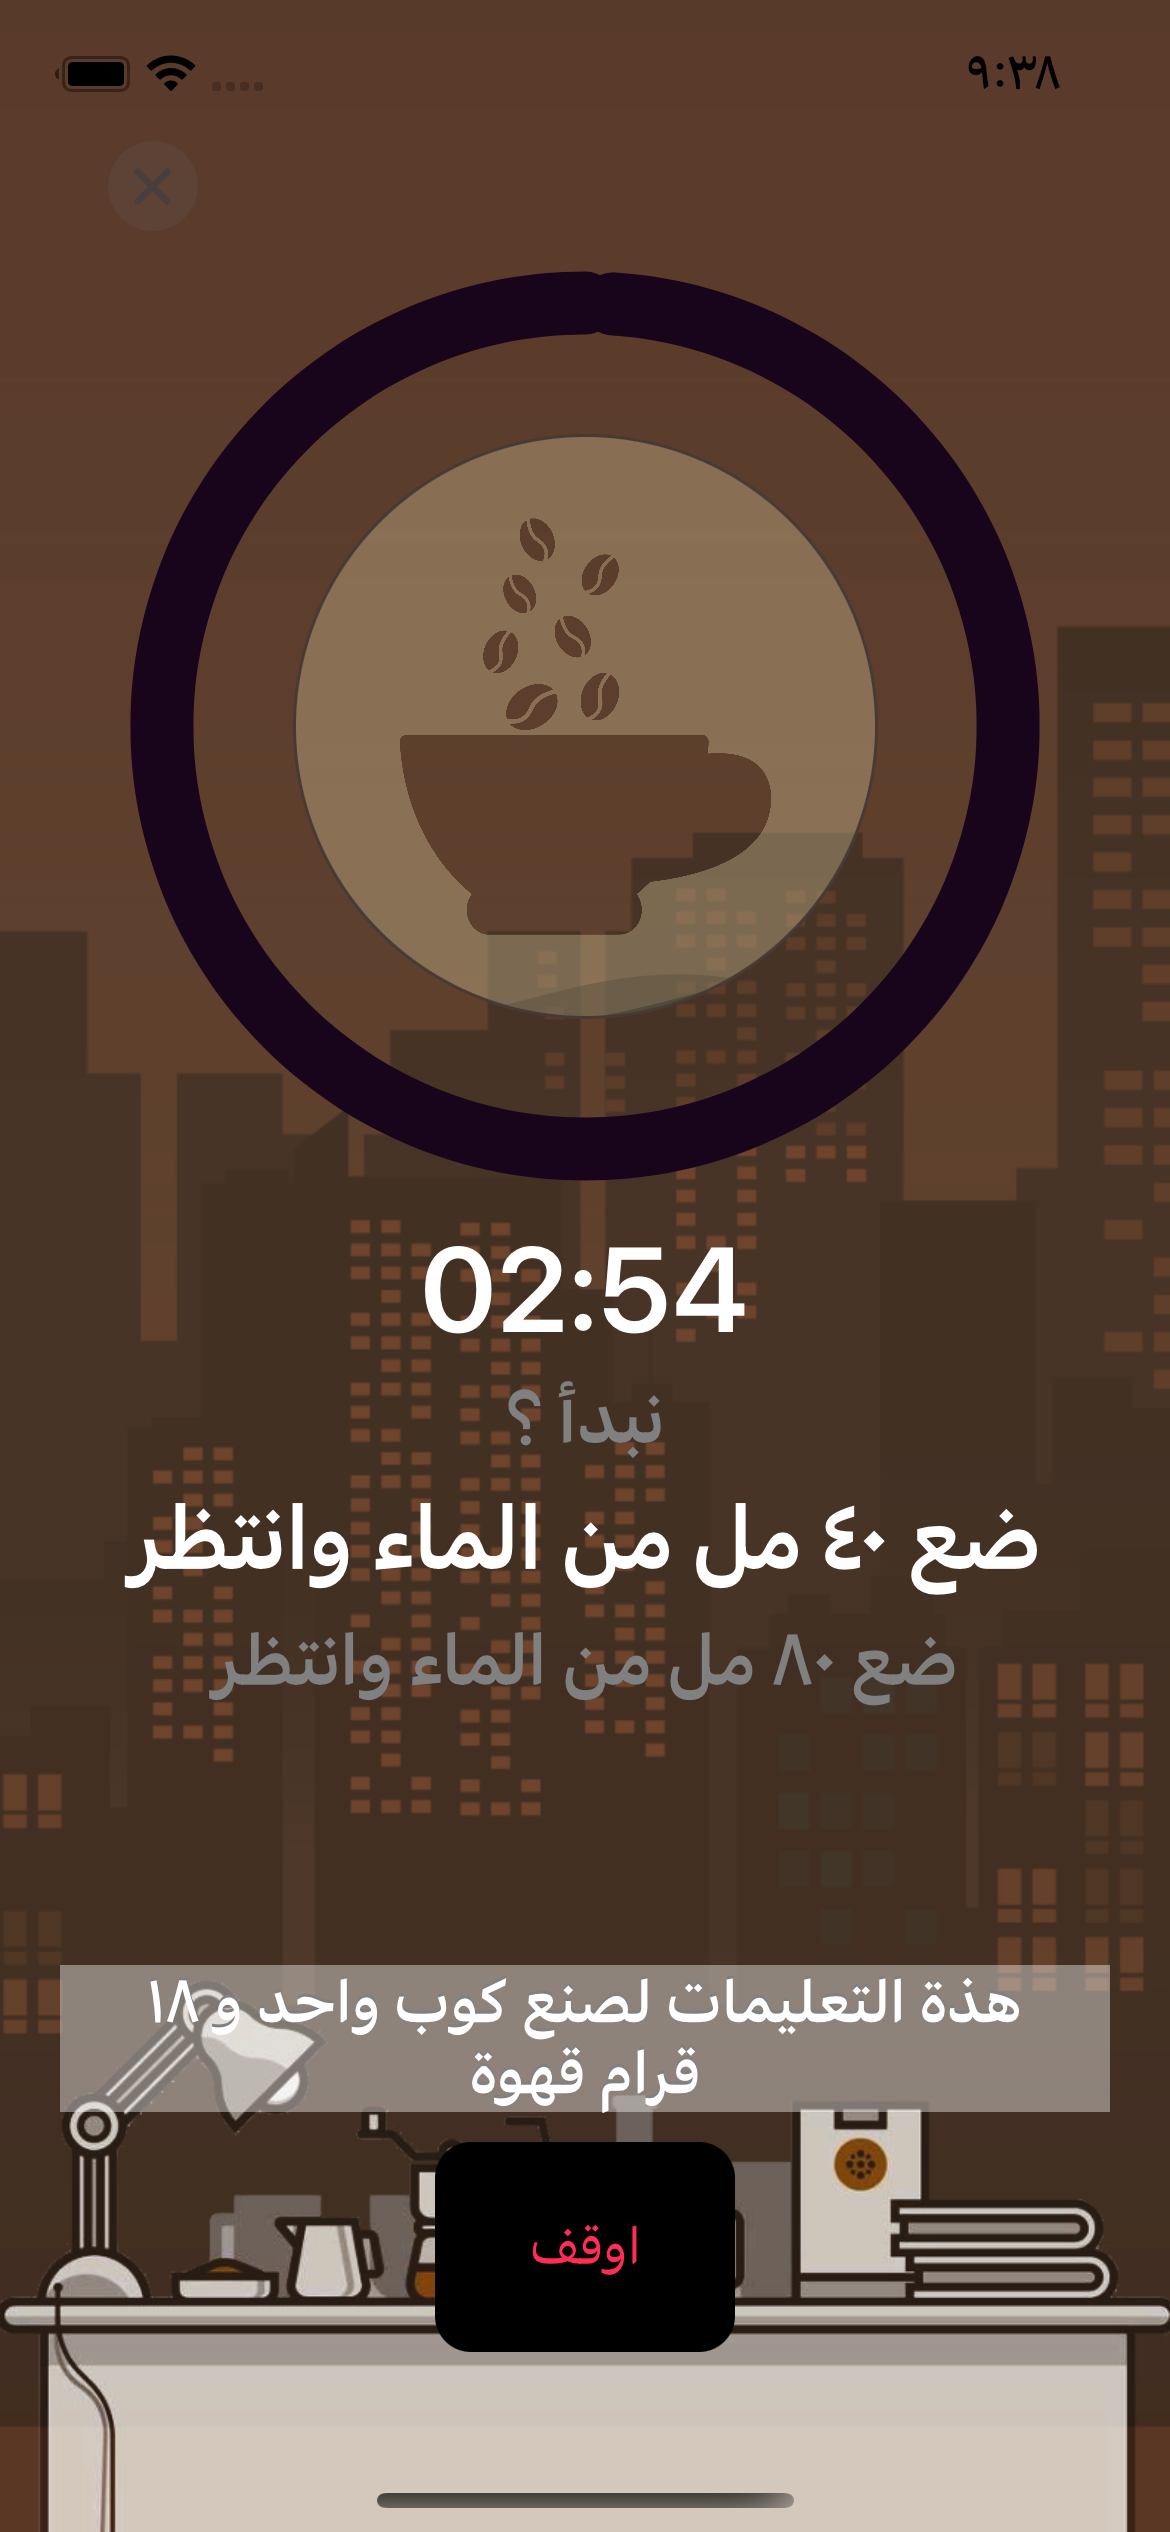 ٩:٣٨
02:54
نبدأ ؟
ضع ٤٠ مل من الماء وانتظر
ضع ٨٠ مل من الماء وانتظر
هذة التعليمات لصنع كوب واحد و ١٨
قرام قهوة
اوقف